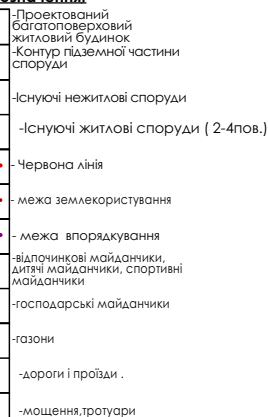 -Проектований
багатоповерховий
житловий будинок
-Контур підземної частини
споруди
-Існуючі нежитлові споруди
-Існуючі житлові споруди ( 2-4пов.)
- Червона лінія
- межа землекористування
- межа впорядкування
-відпочинкові майданчики,
дитячі майданчики, спортивні
майданчики
-господарські майданчики
-газони
-дороги і проїзди .
-мощення,тротуари